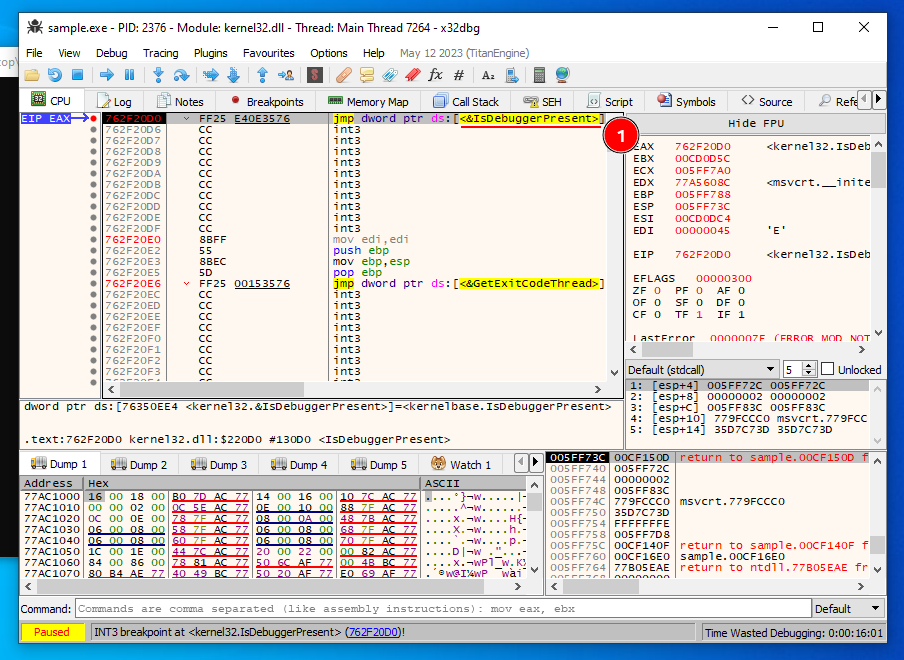 sample.exe - PID: 2376 - Module: kernel32.dll - Thread: Main Thread 7264 - x32dbg
File View Debug Tracing Plugins Favourites Options Help May 12 2023 (TitanEngine)
CPU Log Notes Breakpoints Memory Map Call Stack SEH Script Symbols Source Refe
EIP EAX 762F20D0 FF25 E40E3576 jmp dword ptr ds:[<&IsDebuggerPresent>]
762F20D6 CC int3
762F20D7 CC int3
762F20D8 CC int3
762F20D9 CC int3
762F20DA CC int3
762F20DB CC int3
762F20DC CC int3
762F20DD CC int3
762F20DE CC int3
762F20DF CC int3
762F20E0 8BFF mov edi,edi
762F20E2 55 push ebp
762F20E3 8BEC mov ebp,esp
762F20E5 5D pop ebp
762F20E6 FF25 00153576 jmp dword ptr ds:[<&GetExitCodeThread>]
762F20EC CC int3
762F20ED CC int3
762F20EE CC int3
762F20EF CC int3
762F20F0 CC int3
762F20F1 CC int3
762F20F2 CC int3
762F20F3 CC int3
1
Hide FPU
EAX 762F20D0 <kernel32.IsDeb
EBX 00CD0D5C
ECX 005FF7A0
EDX 77A5608C <msvcrt.__inite
EBP 005FF788
ESP 005FF73C
ESI 00CD0DC4
EDI 00000045 'E'
EIP 762F20D0 <kernel32.IsDeb
EFLAGS 00000300
ZF 0 PF 0 AF 0
OF 0 SF 0 DF 0
CF 0 TF 1 IF 1
LastError 0000007F (ERROR_MOD_NOT
Default (stdcall) 5 Unlocked
1: [esp+4] 005FF72C 005FF72C
2: [esp+8] 00000002 00000002
3: [esp+C] 005FF83C 005FF83C
4: [esp+10] 779FCCC0 msvcrt.779FCC
5: [esp+14] 35D7C73D 35D7C73D
dword ptr ds:[76350EE4 <kernel32.&IsDebuggerPresent>]=<kernelbase.IsDebuggerPresent>
.text:762F20D0 kernel32.dll:$220D0 #130D0 <IsDebuggerPresent>
Dump 1 Dump 2 Dump 3 Dump 4 Dump 5 Watch 1
Address Hex ASCII
77AC1000 16 00 18 00 B0 7D AC 77 14 00 16 00 10 7C AC 77
77AC1010 00 00 02 00 0C 5E AC 77 0E 00 10 00 88 7F AC 77
77AC1020 0C 00 0E 00 78 7F AC 77 08 00 0A 00 48 7B AC 77
77AC1030 06 00 08 00 58 7F AC 77 06 00 08 00 68 7F AC 77
77AC1040 06 00 08 00 60 7F AC 77 06 00 08 00 70 7F AC 77
77AC1050 1C 00 1E 00 44 7C AC 77 20 00 22 00 00 82 AC 77
77AC1060 84 00 86 00 78 81 AC 77 50 6C AF 77 00 4B BC 77
77AC1070 80 B4 AE 77 40 49 BC 77 50 20 AF 77 E0 69 AF 77
005FF73C 00CF150D return to sample.00CF150D f
005FF740 005FF72C
005FF744 00000002
005FF748 005FF83C
005FF74C 779FCCC0 msvcrt.779FCCC0
005FF750 35D7C73D
005FF754 FFFFFFFE
005FF758 005FF7D8
005FF75C 00CF140F return to sample.00CF140F f
005FF760 00CF16E0 sample.00CF16E0
005FF764 77B05EAE return to ntdll.77B05EAE fr
005FF768 00000000
Command: Commands are comma separated (like assembly instructions): mov eax, ebx Default
Paused INT3 breakpoint at <kernel32.IsDebuggerPresent> (762F20D0)! Time Wasted Debugging: 0:00:16:01